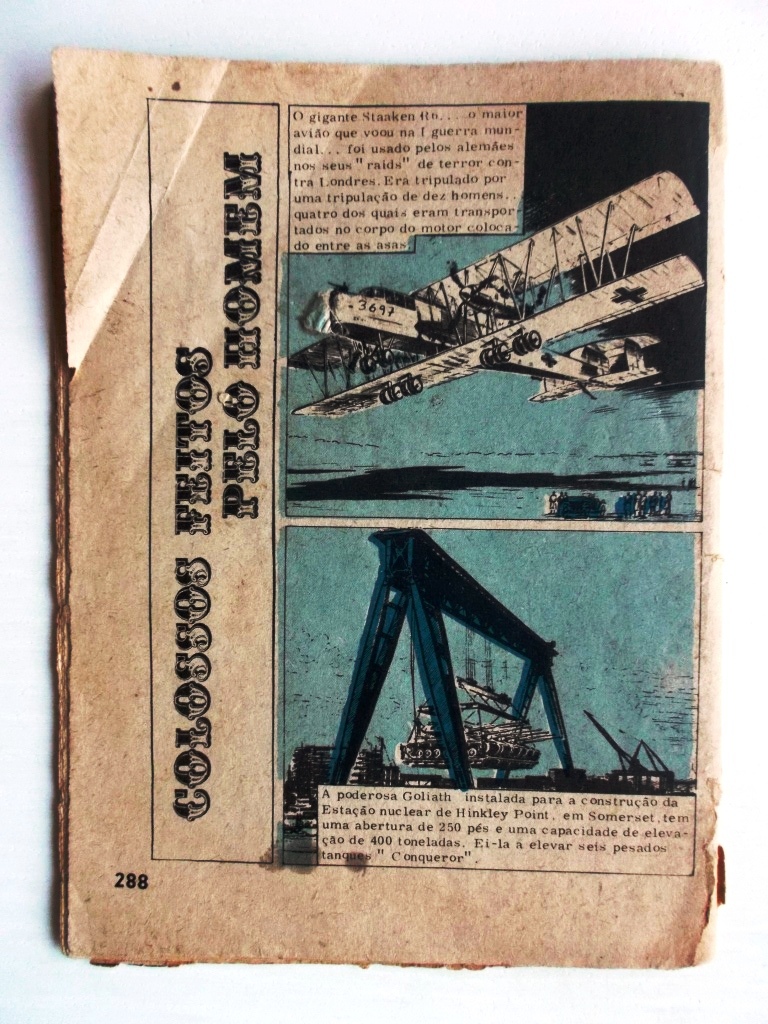 COLOSSOS FEITOS
PELO HOMEM
O gigante Staaken R6.... o maior
avião que voou na I guerra mun-
dial... foi usado pelos alemães
nos seus "raids" de terror con-
tra Londres. Era tripulado por
uma tripulação de dez homens..
quatro dos quais eram transpor-
tados no corpo do motor coloca-
do entre as asas.
3697
A poderosa Goliath instalada para a construção da
Estação nuclear de Hinkley Point, em Somerset, tem
uma abertura de 250 pés e uma capacidade de eleva-
ção de 400 toneladas. Ei-la a elevar seis pesados
tanques " Conqueror".
288